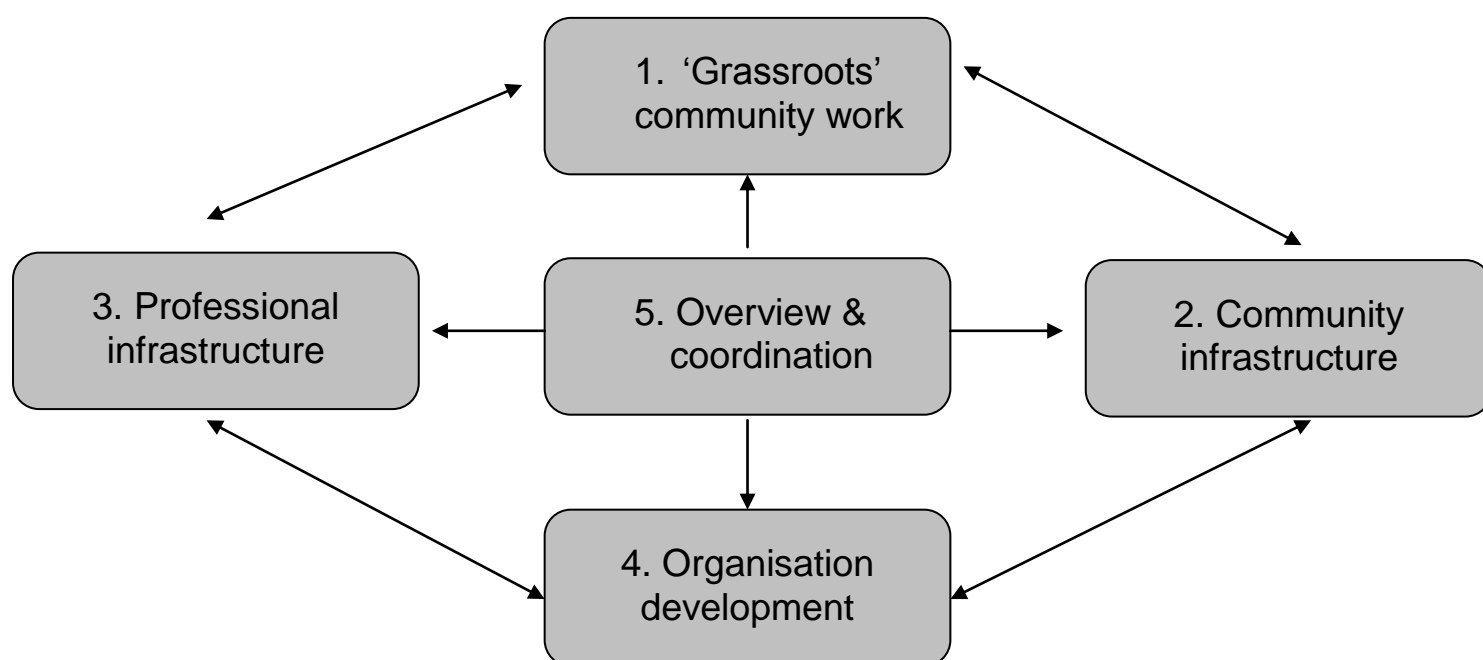 1. ‘Grassroots’
community work
3. Professional
infrastructure
5. Overview &
coordination
2. Community
infrastructure
4. Organisation
development